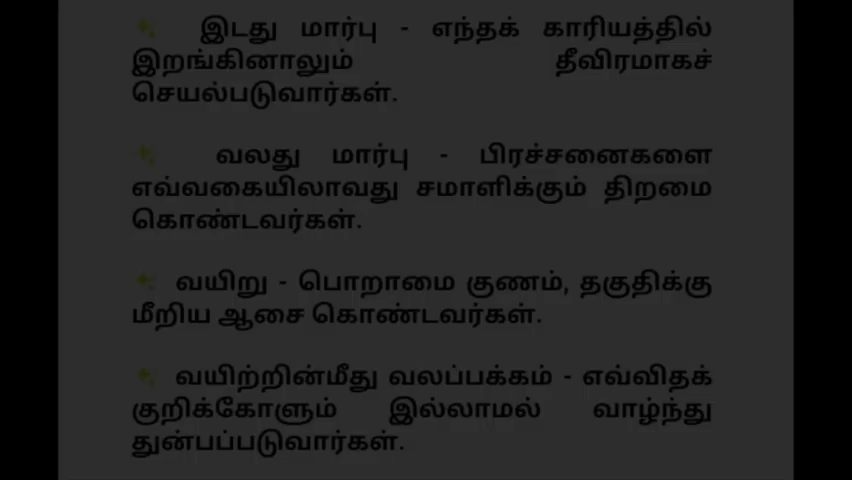 இடது மார்பு - எந்தக் காரியத்தில்
இறங்கினாலும் தீவிரமாகச்
செயல்படுவார்கள்.
வலது மார்பு - பிரச்சனைகளை
எவ்வகையிலாவது சமாளிக்கும் திறமை
கொண்டவர்கள்.
வயிறு - பொறாமை குணம், தகுதிக்கு
மீறிய ஆசை கொண்டவர்கள்.
வயிற்றின்மீது வலப்பக்கம் - எவ்விதக்
குறிக்கோளும் இல்லாமல் வாழ்ந்து
துன்பப்படுவார்கள்.